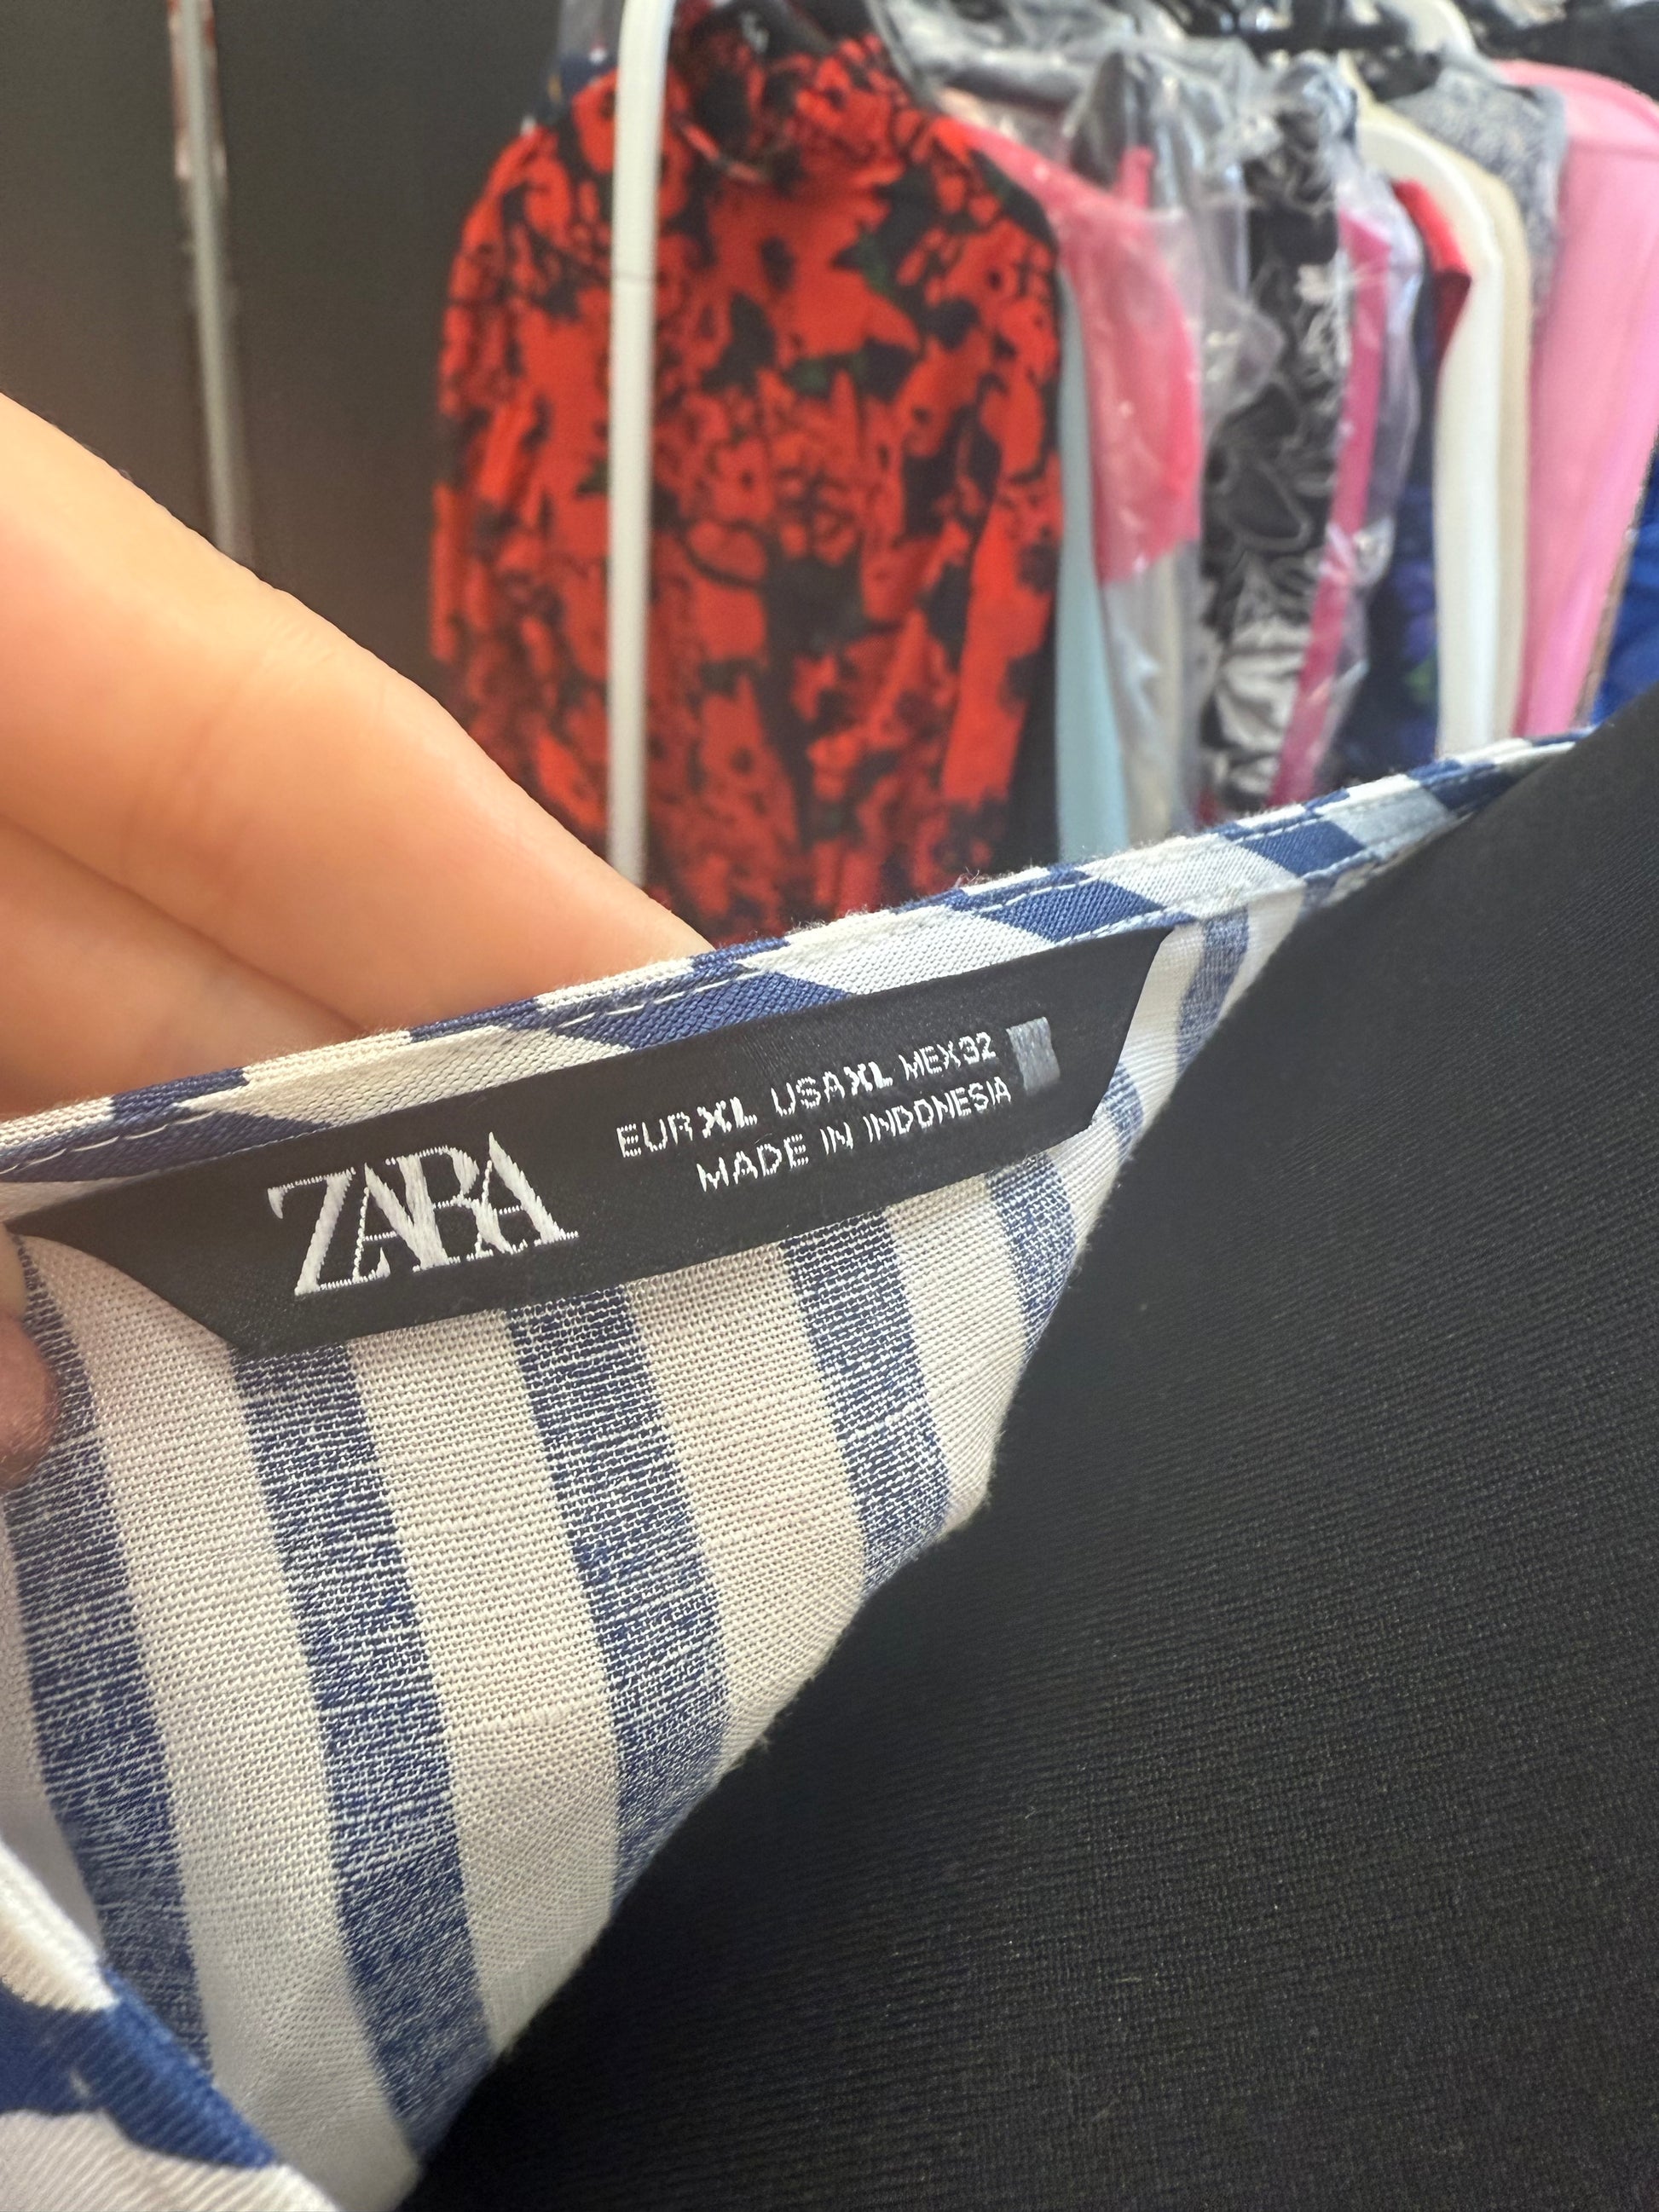 ZARA
EUR XL USA XL MEX 32
MADE IN INDONESIA